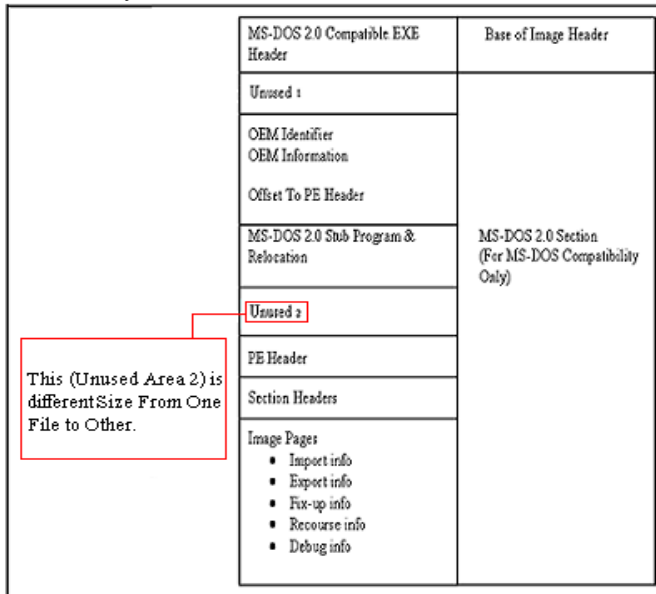 MS-DOS 2.0 Compatible EXE
Header
Base of Image Header
Unused 1
OEM Identifier
OEM Information
Offset To PE Header
MS-DOS 2.0 Stub Program &
Relocation
MS-DOS 2.0 Section
(For MS-DOS Compatibility
Only)
Unused 2
This (Unused Area 2) is
different Size From One
File to Other.
PE Header
Section Headers
Image Pages
• Import info
• Export info
• Fix-up info
• Recourse info
• Debug info